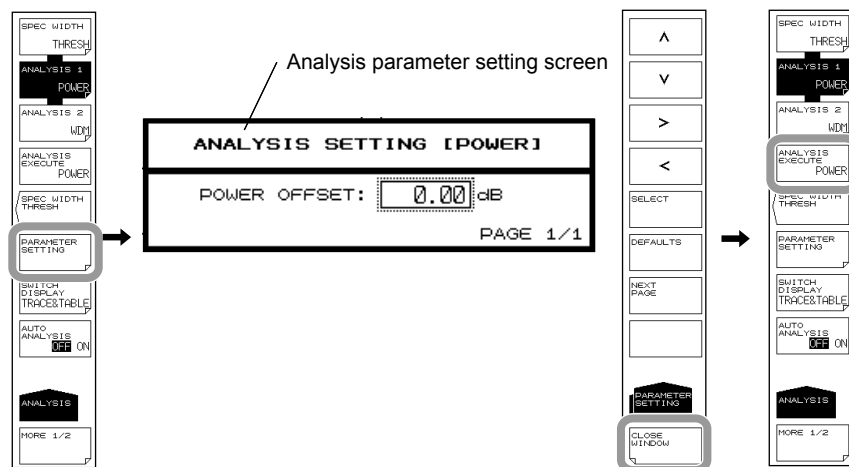 SPEC WIDTH
THRESH
ANALYSIS 1
POWER
ANALYSIS 2
WDM
ANALYSIS
EXECUTE
POWER
SPEC WIDTH
THRESH
PARAMETER
SETTING
SWITCH
DISPLAY
TRACE&TABLE
AUTO
ANALYSIS
OFF ON
ANALYSIS
MORE 1/2
Analysis parameter setting screen
ANALYSIS SETTING [POWER]
POWER OFFSET: 0.00 dB
PAGE 1/1
SELECT
DEFAULTS
NEXT
PAGE
PARAMETER
SETTING
CLOSE
WINDOW
SPEC WIDTH
THRESH
ANALYSIS 1
POWER
ANALYSIS 2
WDM
ANALYSIS
EXECUTE
POWER
SPEC WIDTH
THRESH
PARAMETER
SETTING
SWITCH
DISPLAY
TRACE&TABLE
AUTO
ANALYSIS
OFF ON
ANALYSIS
MORE 1/2